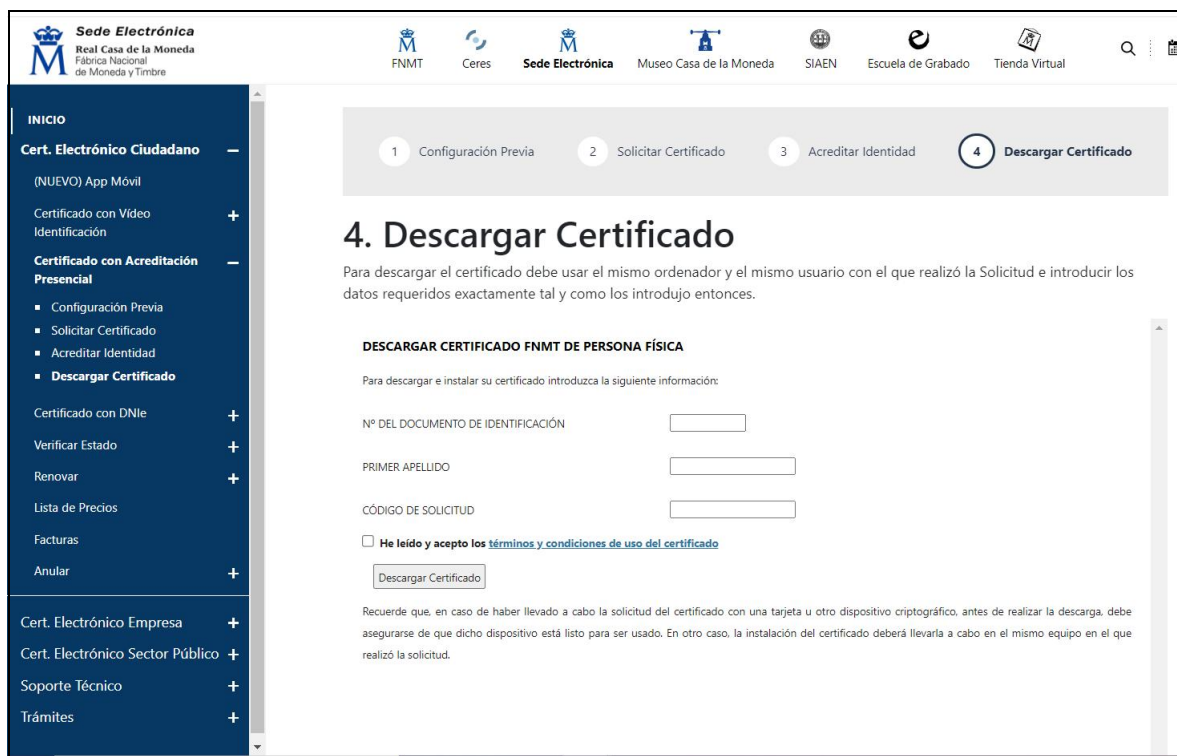 Sede Electrónica
Real Casa de la Moneda
Fábrica Nacional
de Moneda y Timbre
FNMT
Ceres
Sede Electrónica
Museo Casa de la Moneda
SIAEN
Escuela de Grabado
Tienda Virtual
INICIO
Cert. Electrónico Ciudadano
(NUEVO) App Móvil
Certificado con Vídeo
Identificación
Certificado con Acreditación
Presencial
Configuración Previa
Solicitar Certificado
Acreditar Identidad
Descargar Certificado
Certificado con DNIe
Verificar Estado
Renovar
Lista de Precios
Facturas
Anular
Cert. Electrónico Empresa
Cert. Electrónico Sector Público
Soporte Técnico
Trámites
1 Configuración Previa
2 Solicitar Certificado
3 Acreditar Identidad
4 Descargar Certificado
4. Descargar Certificado
Para descargar el certificado debe usar el mismo ordenador y el mismo usuario con el que realizó la Solicitud e introducir los
datos requeridos exactamente tal y como los introdujo entonces.
DESCARGAR CERTIFICADO FNMT DE PERSONA FÍSICA
Para descargar e instalar su certificado introduzca la siguiente información:
Nº DEL DOCUMENTO DE IDENTIFICACIÓN
PRIMER APELLIDO
CÓDIGO DE SOLICITUD
He leído y acepto los términos y condiciones de uso del certificado
Descargar Certificado
Recuerde que, en caso de haber llevado a cabo la solicitud del certificado con una tarjeta u otro dispositivo criptográfico, antes de realizar la descarga, debe
asegurarse de que dicho dispositivo está listo para ser usado. En otro caso, la instalación del certificado deberá llevarla a cabo en el mismo equipo en el que
realizó la solicitud.